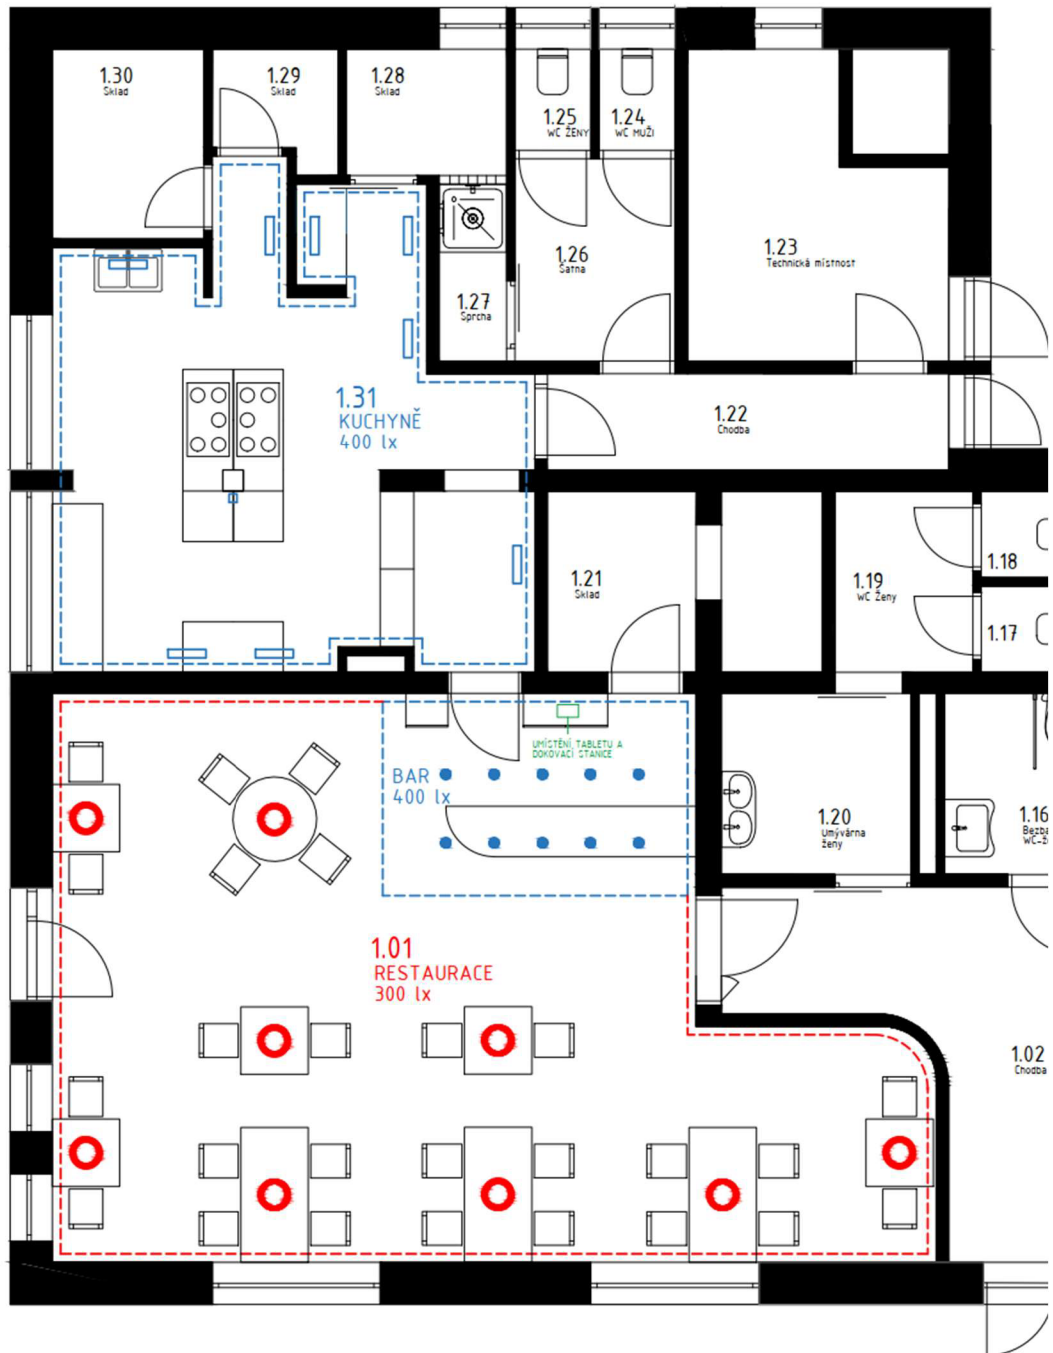 1.30
Sklad
1.29
Sklad
1.28
Sklad
1.25
WC ŽENY
1.24
WC MUŽI
1.26
Šatna
1.23
Technická místnost
1.27
Sprcha
1.31
KUCHYNĚ
400 lx
1.22
Chodba
1.21
Sklad
1.19
WC Ženy
1.18
1.17
UMÍSTĚNÍ TABLETU A
DOKOVACÍ STANICE
BAR
400 lx
1.20
Umývárna
ženy
1.16
Bezba
WC-že
1.01
RESTAURACE
300 lx
1.02
Chodba